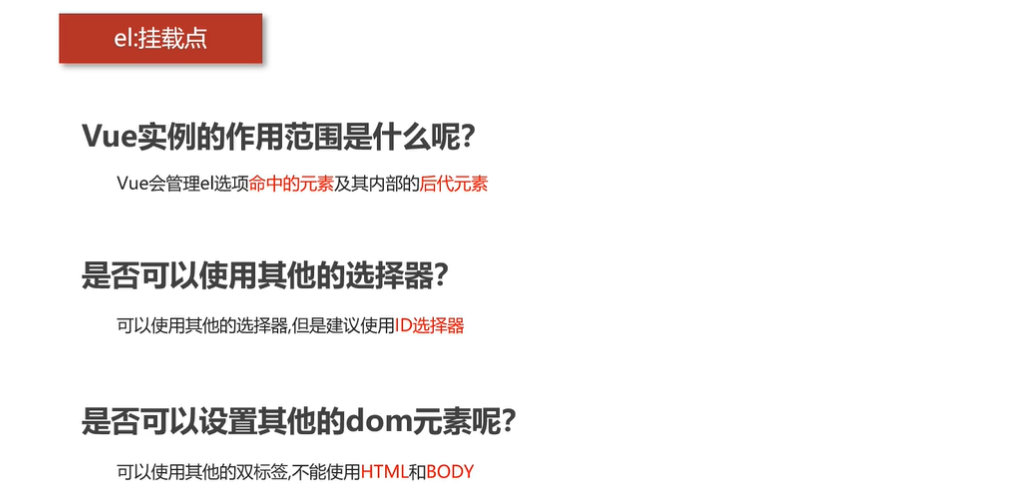 el:挂载点
Vue实例的作用范围是什么呢?
Vue会管理el选项命中的元素及其内部的后代元素
是否可以使用其他的选择器?
可以使用其他的选择器,但是建议使用ID选择器
是否可以设置其他的dom元素呢?
可以使用其他的双标签,不能使用HTML和BODY